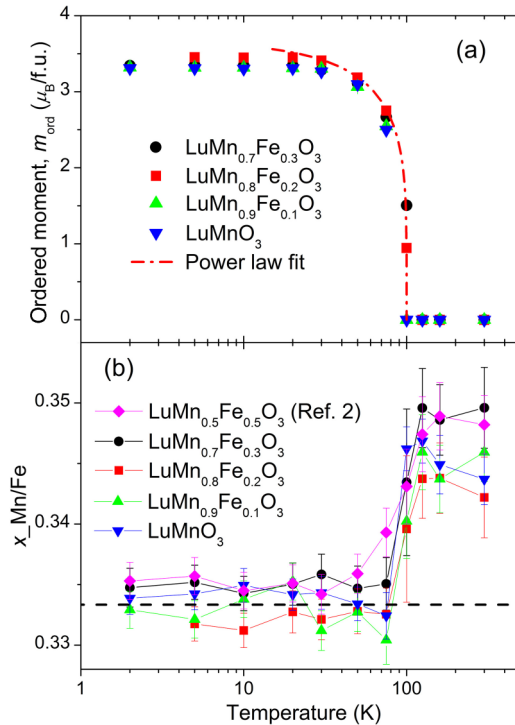 (a)
Ordered moment, m_ord (μ_B/f.u.)
4
3
2
1
0
LuMn0.7Fe0.3O3
LuMn0.8Fe0.2O3
LuMn0.9Fe0.1O3
LuMnO3
Power law fit
(b)
x_Mn/Fe
0.35
0.34
0.33
LuMn0.5Fe0.5O3 (Ref. 2)
LuMn0.7Fe0.3O3
LuMn0.8Fe0.2O3
LuMn0.9Fe0.1O3
LuMnO3
1 10 100
Temperature (K)